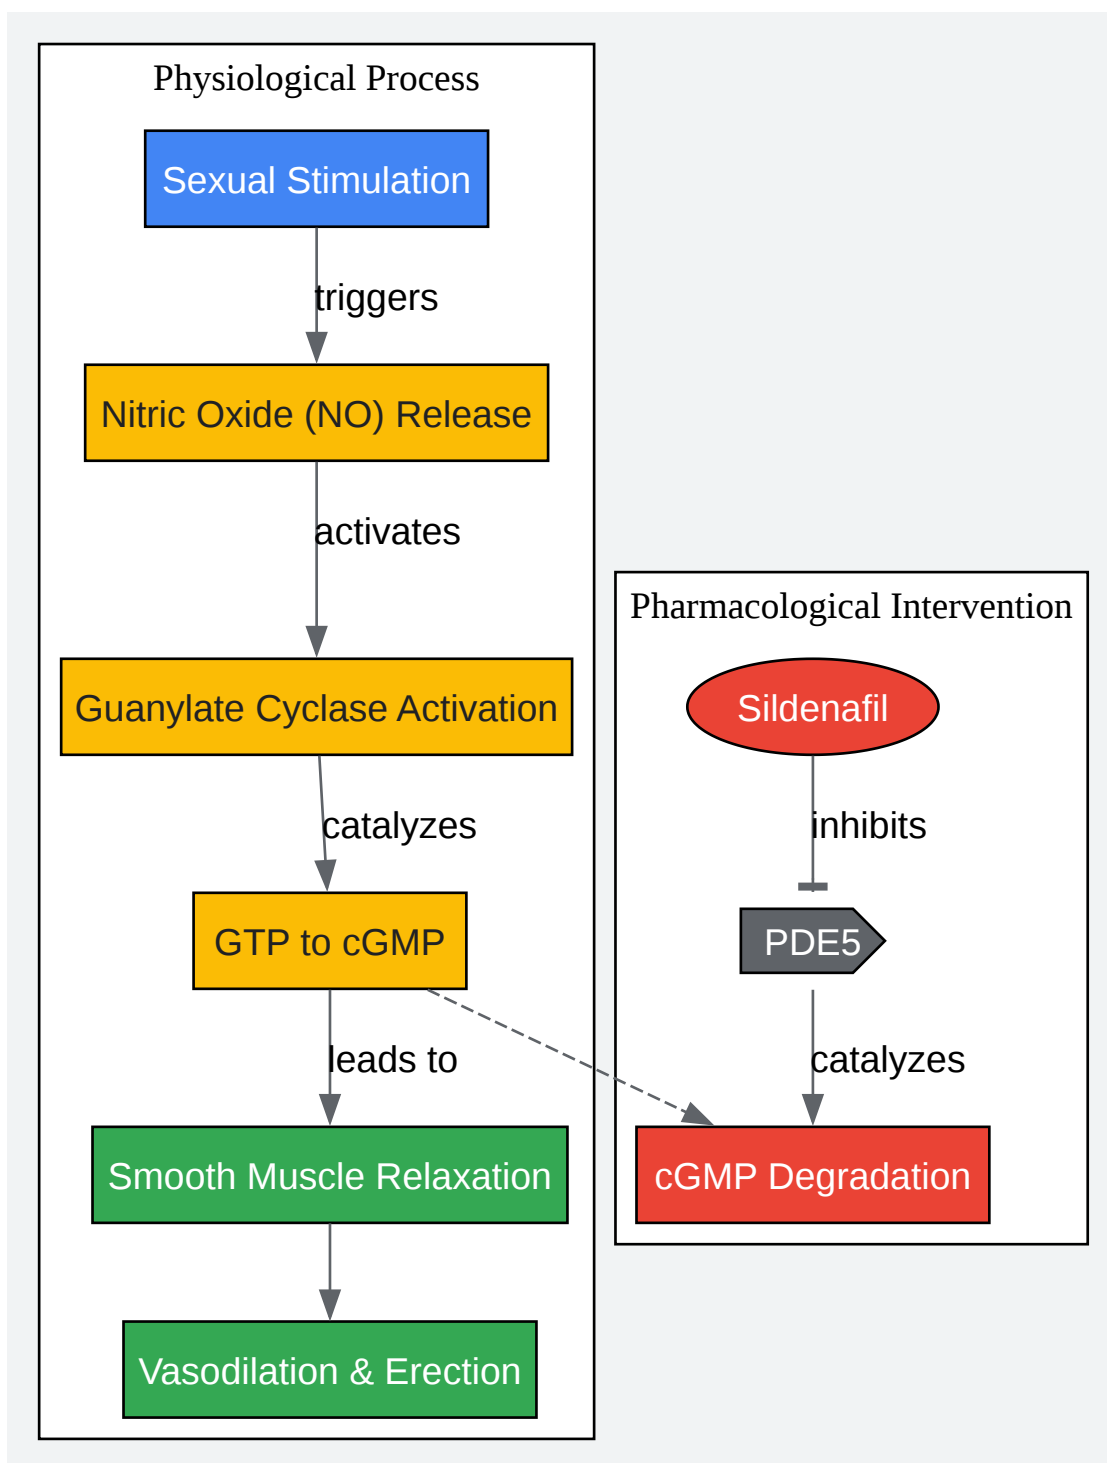 Physiological Process
Sexual Stimulation
triggers
Nitric Oxide (NO) Release
activates
Guanylate Cyclase Activation
catalyzes
GTP to cGMP
leads to
Smooth Muscle Relaxation
Vasodilation & Erection
Pharmacological Intervention
Sildenafil
inhibits
PDE5
catalyzes
cGMP Degradation